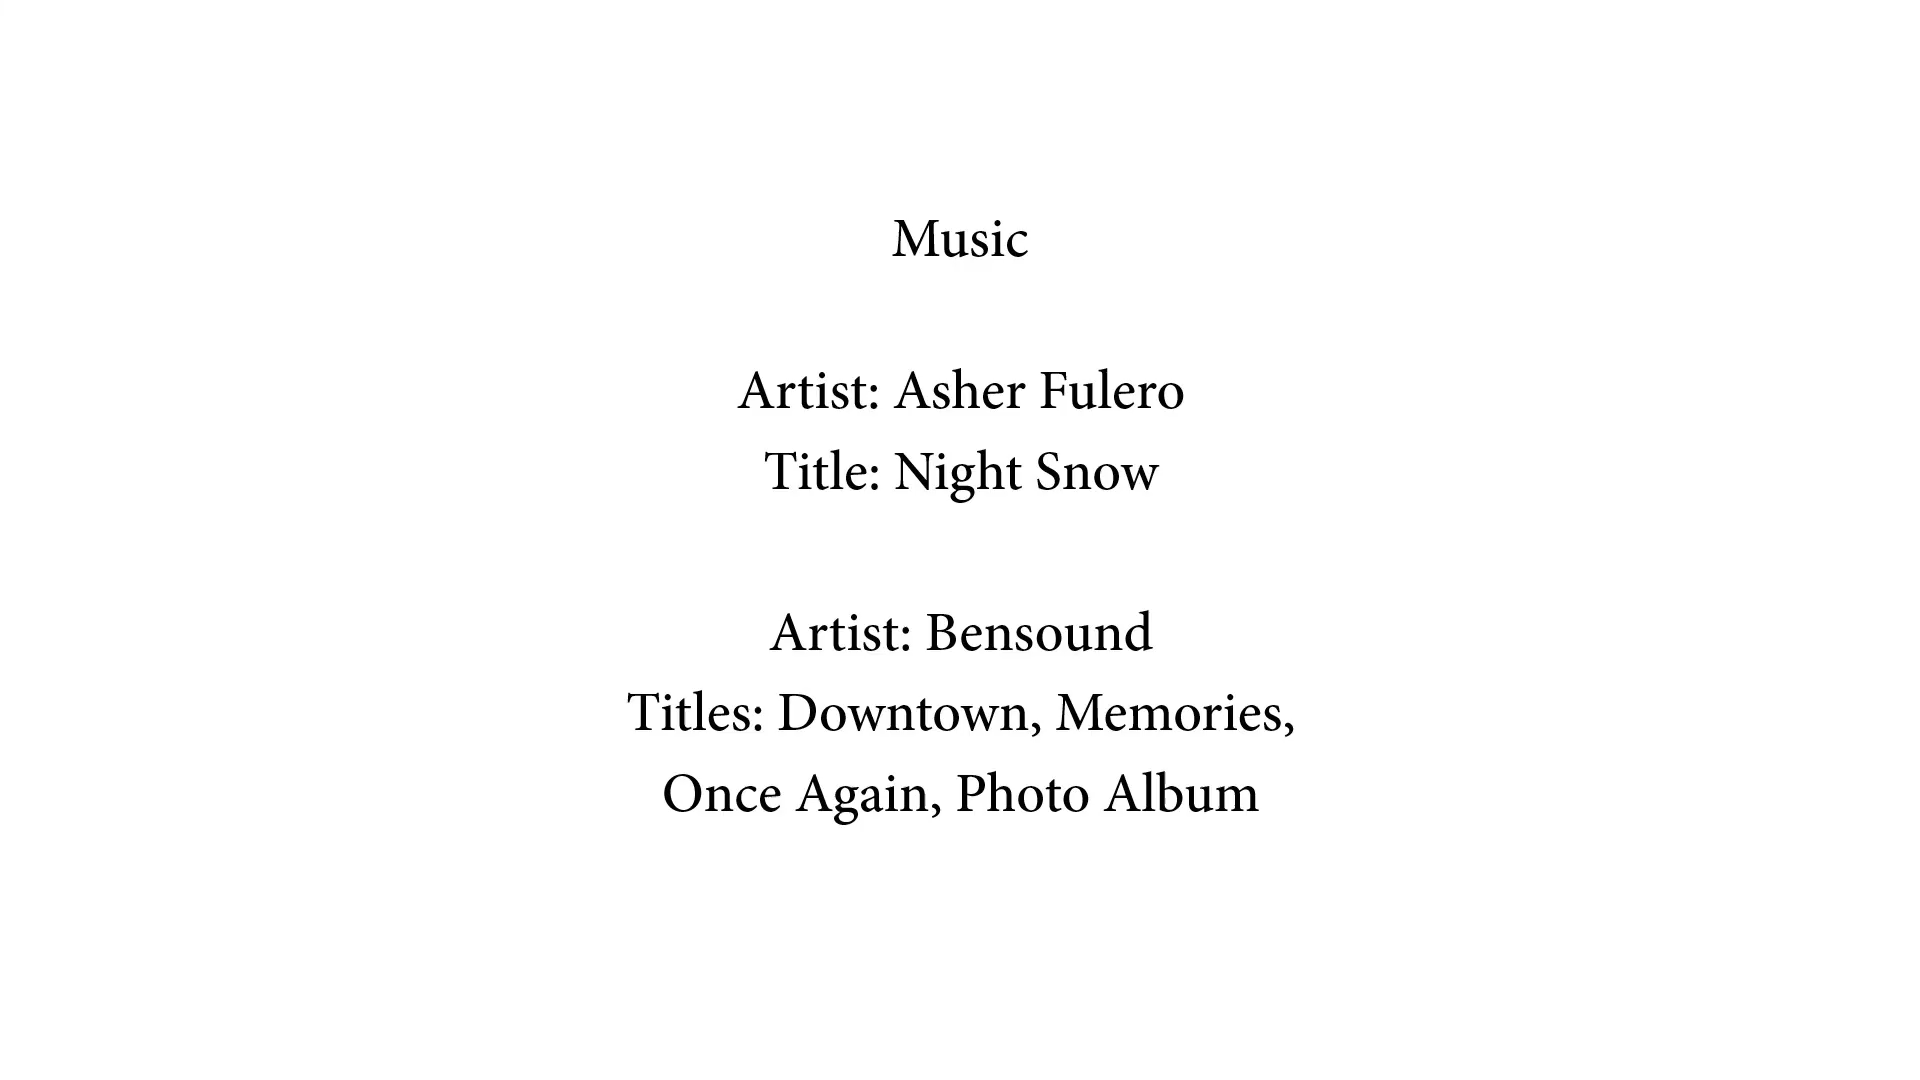 Music
Artist: Asher Fulero
Title: Night Snow
Artist: Bensound
Titles: Downtown, Memories,
Once Again, Photo Album